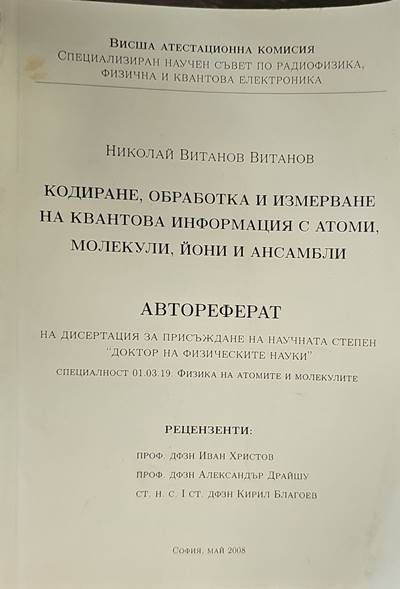 Висша атестационна комисия
Специализиран научен съвет по радиофизика,
физична и квантова електроника
Николай Витанов Витанов
КОДИРАНЕ, ОБРАБОТКА И ИЗМЕРВАНЕ
НА КВАНТОВА ИНФОРМАЦИЯ С АТОМИ,
МОЛЕКУЛИ, ЙОНИ И АНСАМБЛИ
АВТОРЕФЕРАТ
НА ДИСЕРТАЦИЯ ЗА ПРИСЪЖДАНЕ НА НАУЧНАТА СТЕПЕН
"ДОКТОР НА ФИЗИЧЕСКИТЕ НАУКИ"
специалност 01.03.19. Физика на атомите и молекулите
РЕЦЕНЗЕНТИ:
проф. дфзн Иван Христов
проф. дфзн Александър Драйшу
ст. н. с. I ст. дфзн Кирил Благоев
София, май 2008